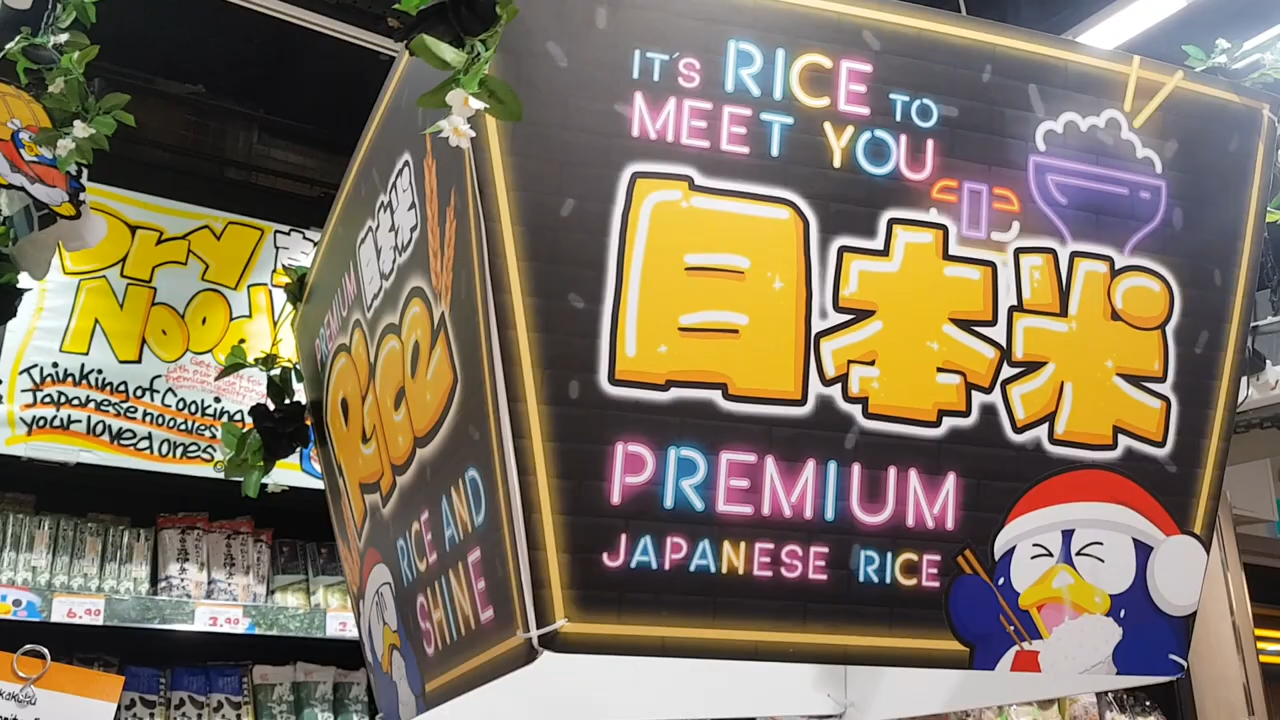 IT'S RICE TO
MEET YOU
日本米
PREMIUM
JAPANESE RICE
PREMIUM 日本米
Rice
RICE AND
SHINE
Dry
Thinking of Cooking
Japanese noodles
your loved ones
6.90
3.90